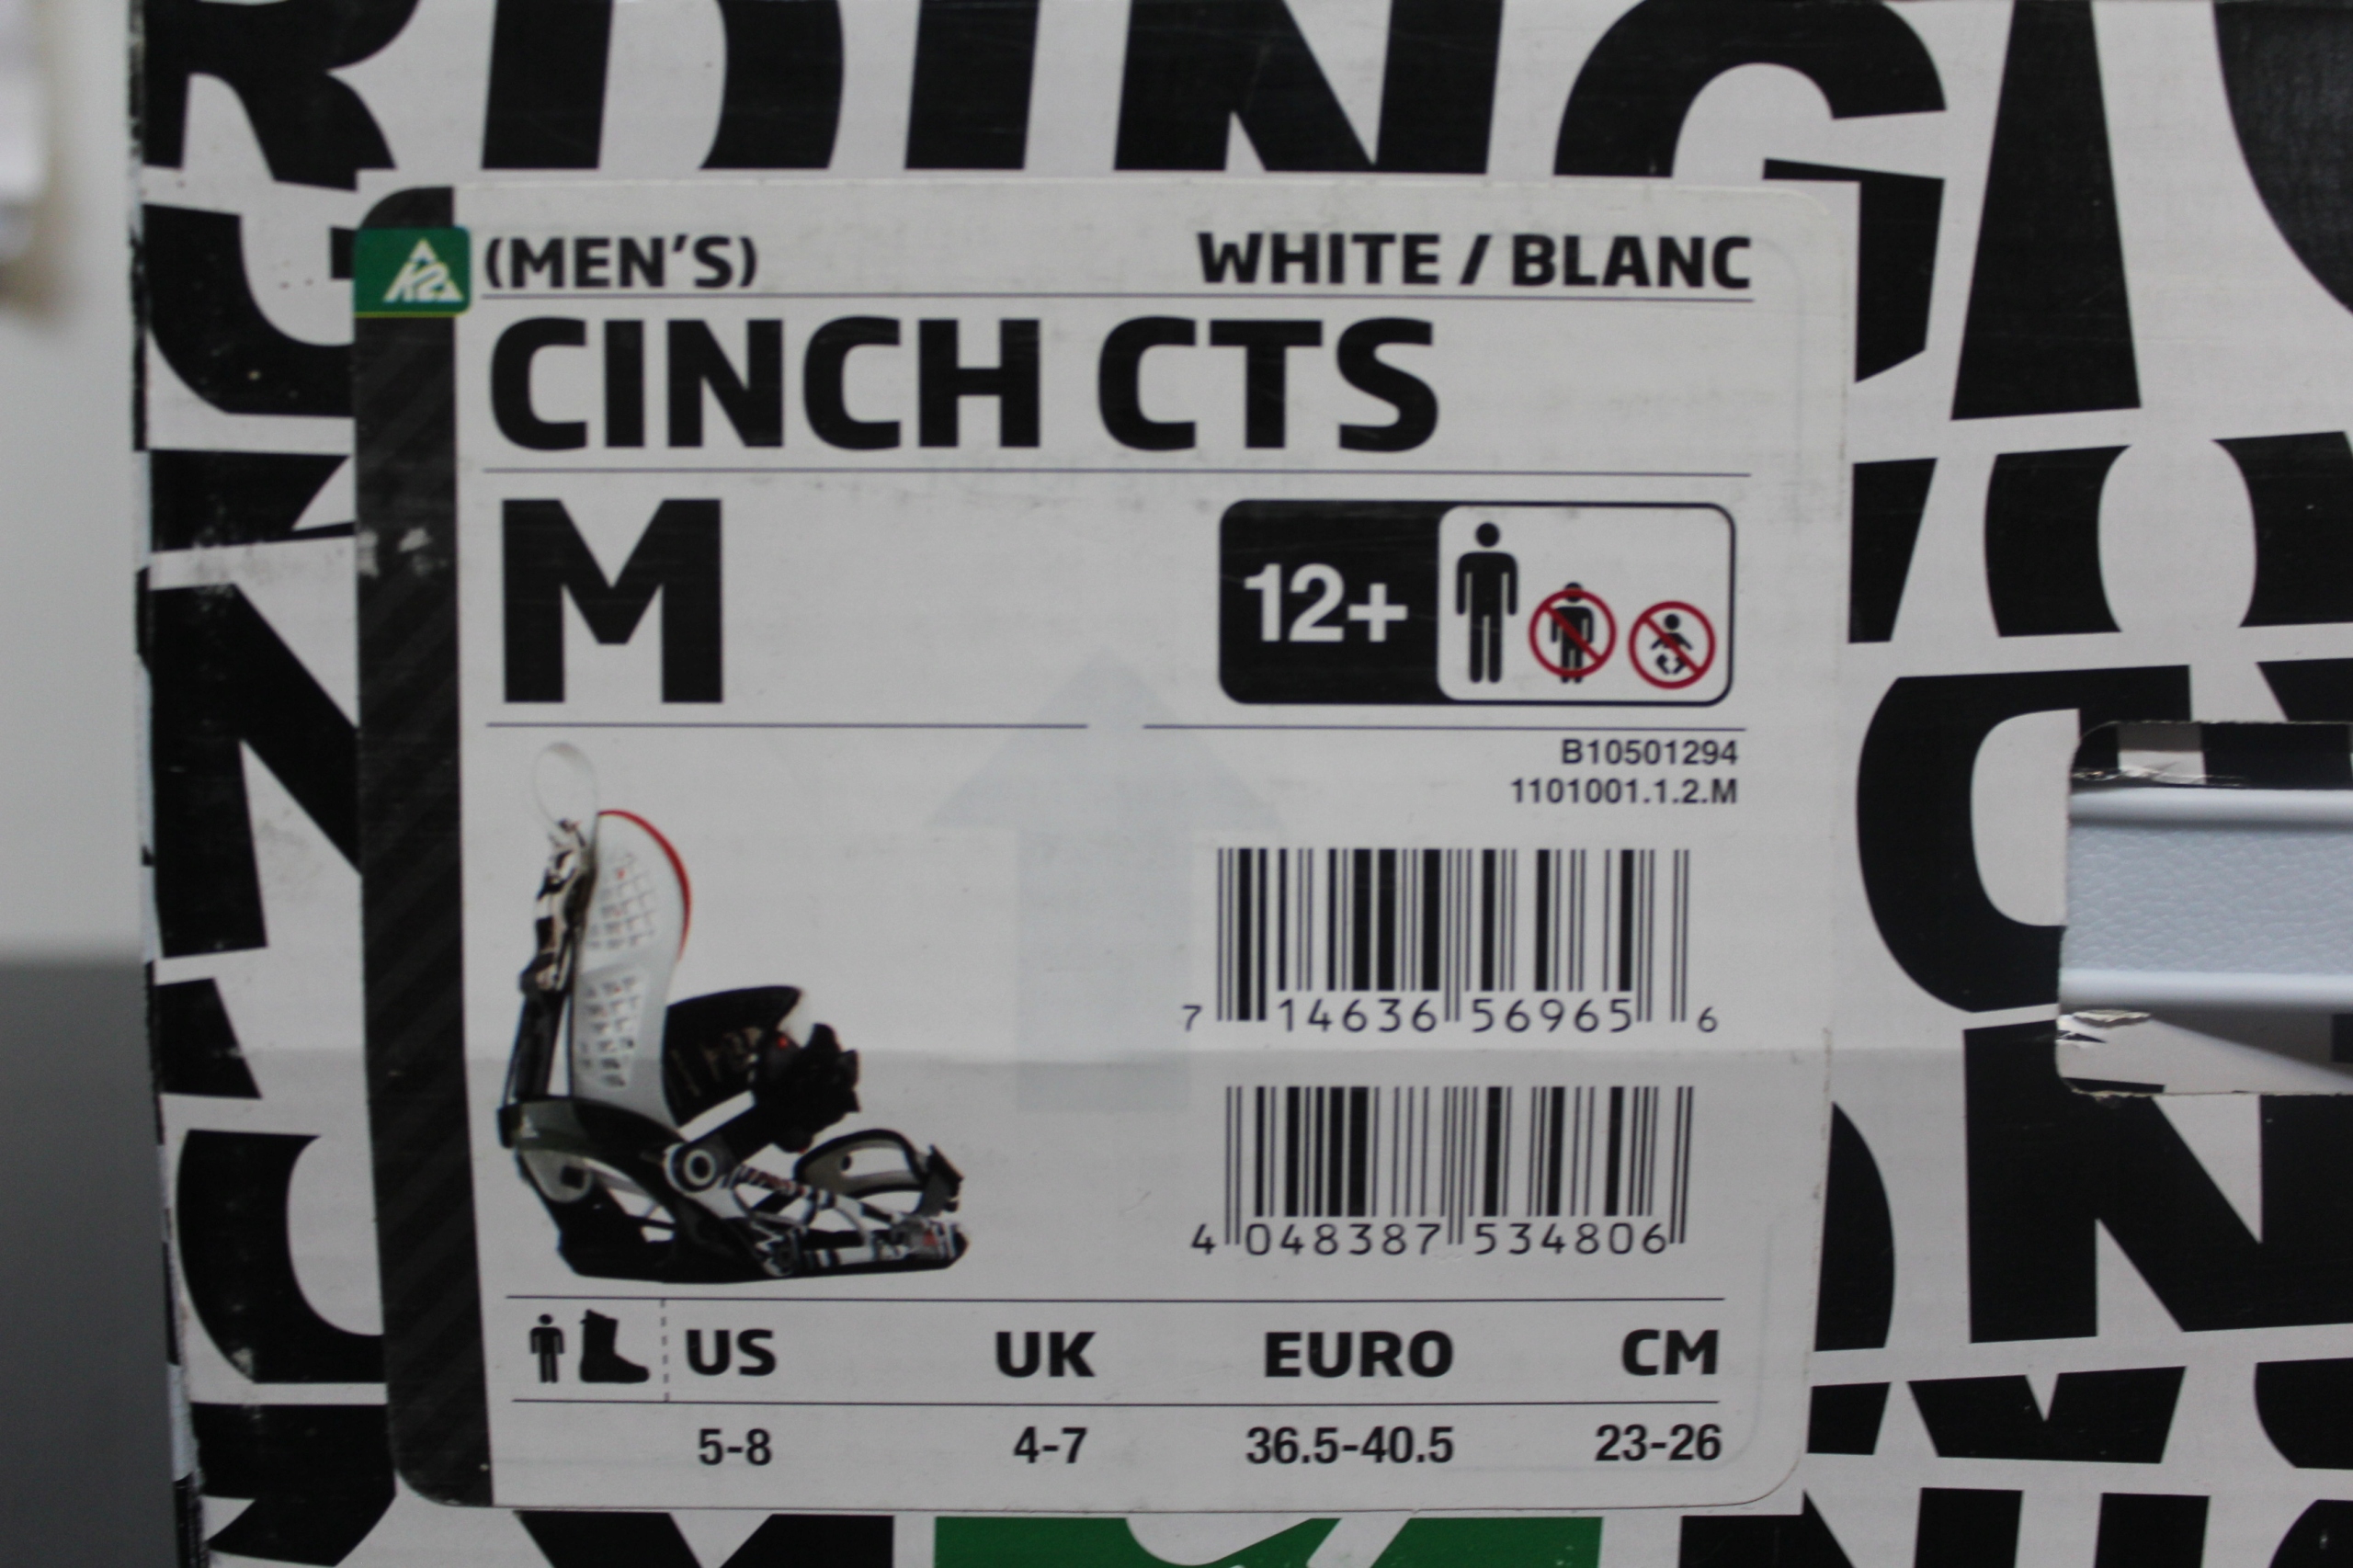 K2
(MEN'S) WHITE / BLANC
CINCH CTS
M
12+
B10501294
1101001.1.2.M
7 14636 56965 6
4 048387 534806
US UK EURO CM
5-8 4-7 36.5-40.5 23-26